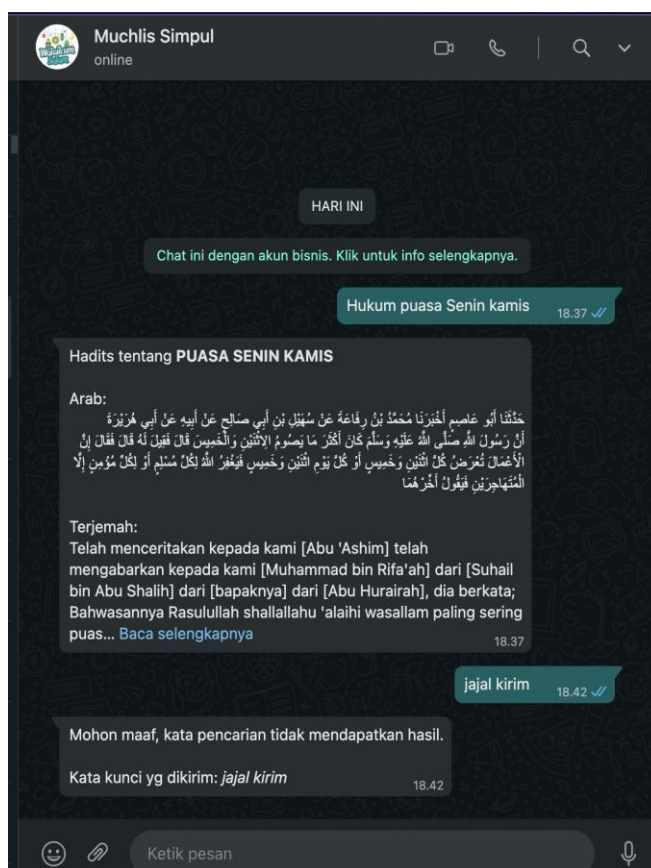 Muchlis Simpul
online
HARI INI
Chat ini dengan akun bisnis. Klik untuk info selengkapnya.
Hukum puasa Senin kamis
18.37
Hadits tentang PUASA SENIN KAMIS
Arab:
حَدَّثَنَا أَبُو عَاصِمٍ أَخْبَرَنَا مُحَمَّدُ بْنُ رِفَاعَةَ عَنْ سُهَيْلِ بْنِ أَبِي صَالِحٍ عَنْ أَبِيهِ عَنْ أَبِي هُرَيْرَةَ
أَنَّ رَسُولَ اللَّهِ صَلَّى اللَّهُ عَلَيْهِ وَسَلَّمَ كَانَ أَكْثَرَ مَا يَصُومُ الِاثْنَيْنِ وَالْخَمِيسَ قَالَ فَقِيلَ لَهُ قَالَ فَقَالَ إِنَّ
الْأَعْمَالَ تُعْرَضُ كُلَّ اثْنَيْنِ وَخَمِيسٍ أَوْ كُلَّ يَوْمِ اثْنَيْنِ وَخَمِيسٍ فَيَغْفِرُ اللَّهُ لِكُلِّ مُسْلِمٍ أَوْ لِكُلِّ مُؤْمِنٍ إِلَّا
الْمُتَهَاجِرَيْنِ فَيَقُولُ أَخِّرْهُمَا
Terjemah:
Telah menceritakan kepada kami [Abu 'Ashim] telah
mengabarkan kepada kami [Muhammad bin Rifa'ah] dari [Suhail
bin Abu Shalih] dari [bapaknya] dari [Abu Hurairah], dia berkata;
Bahwasannya Rasulullah shallallahu 'alaihi wasallam paling sering
puas... Baca selengkapnya
18.37
jajal kirim
18.42
Mohon maaf, kata pencarian tidak mendapatkan hasil.
Kata kunci yg dikirim: jajal kirim
18.42
Ketik pesan